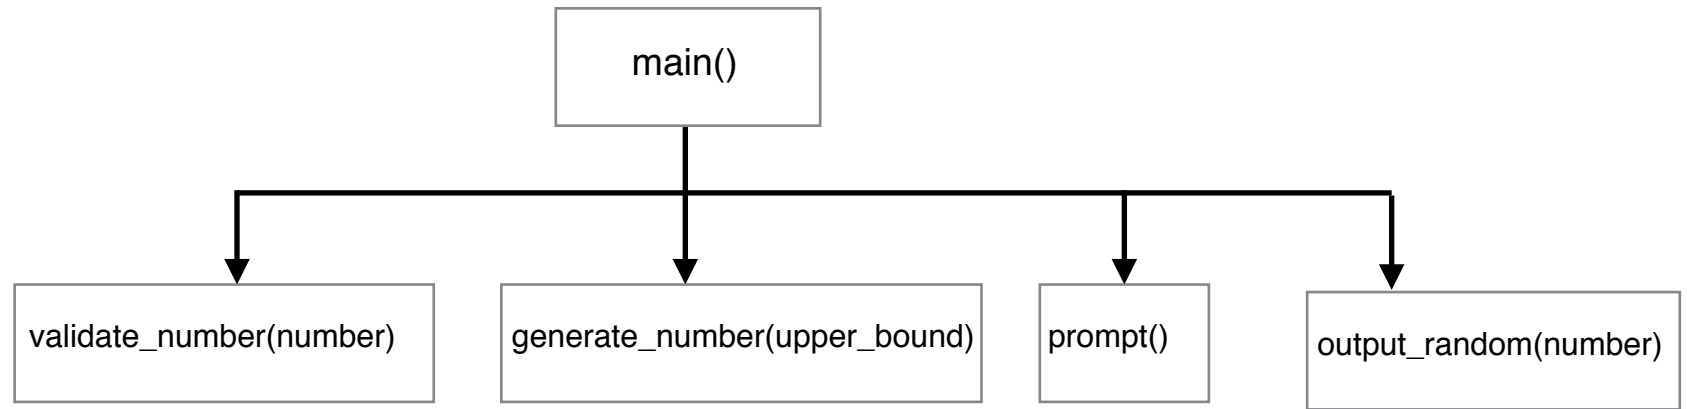 main()
validate_number(number)
generate_number(upper_bound)
prompt()
output_random(number)